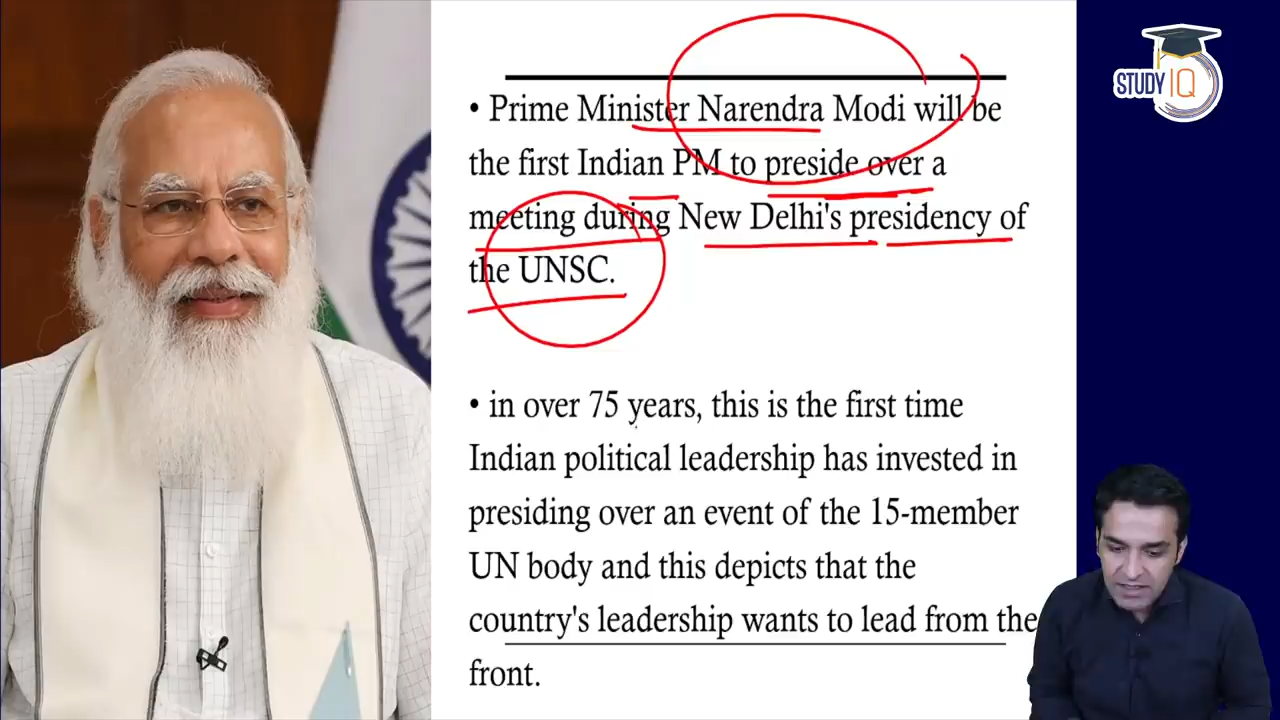 • Prime Minister Narendra Modi will be
the first Indian PM to preside over a
meeting during New Delhi's presidency of
the UNSC.
• in over 75 years, this is the first time
Indian political leadership has invested in
presiding over an event of the 15-member
UN body and this depicts that the
country's leadership wants to lead from the
front.
STUDY IQ